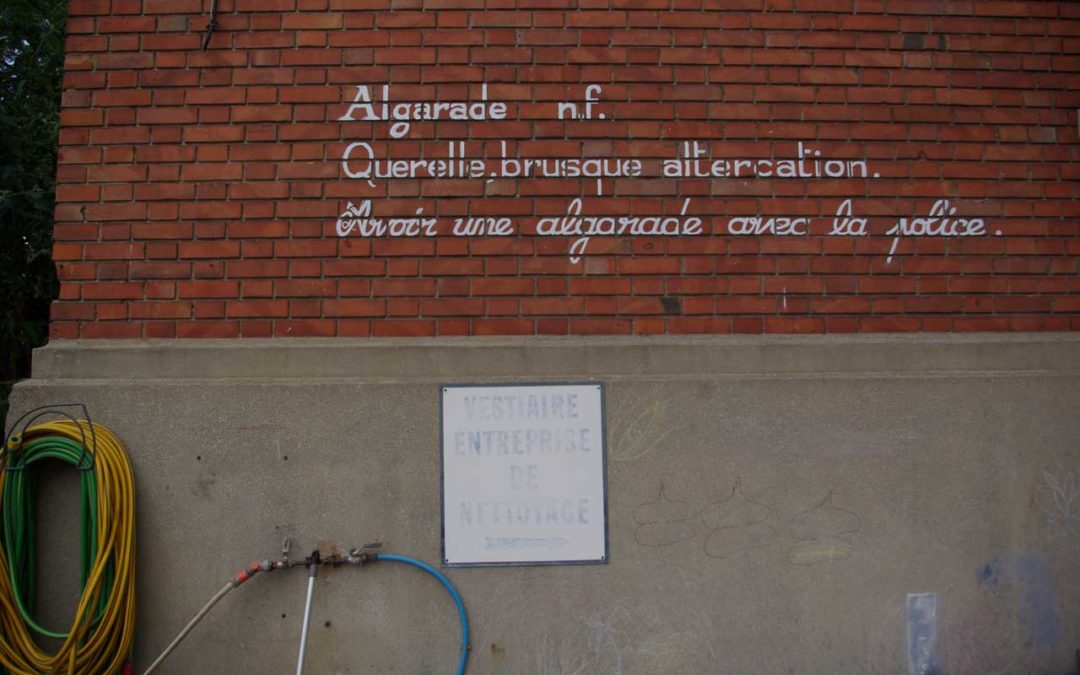 Algarade n.f.
Querelle, brusque altercation.
Avoir une algarade avec la police.
VESTIAIRE
ENTREPRISE
DE
NETTOYAGE